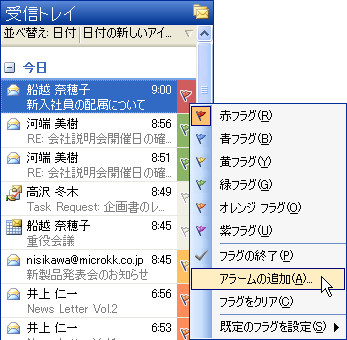 受信トレイ
並べ替え: 日付 日付の新しいアイ...
今日
船越 奈穂子 9:00
新入社員の配属について
河端 美樹 8:56
RE: 会社説明会開催日の確...
河端 美樹 8:51
RE: 会社説明会開催日の確...
高沢 冬木 8:49
Task Request: 企画書のレ...
船越 奈穂子 8:45
重役会議
nisikawa@microkk.co.jp 8:44
新製品発表会のお知らせ
井上 仁一 8:56
News Letter Vol.2
井上 仁一 8:53
News Letter Vol.1
赤フラグ(R)
青フラグ(B)
黄フラグ(Y)
緑フラグ(G)
オレンジ フラグ(O)
紫フラグ(U)
フラグの終了(P)
アラームの追加(A)...
フラグをクリア(C)
既定のフラグを設定(S)